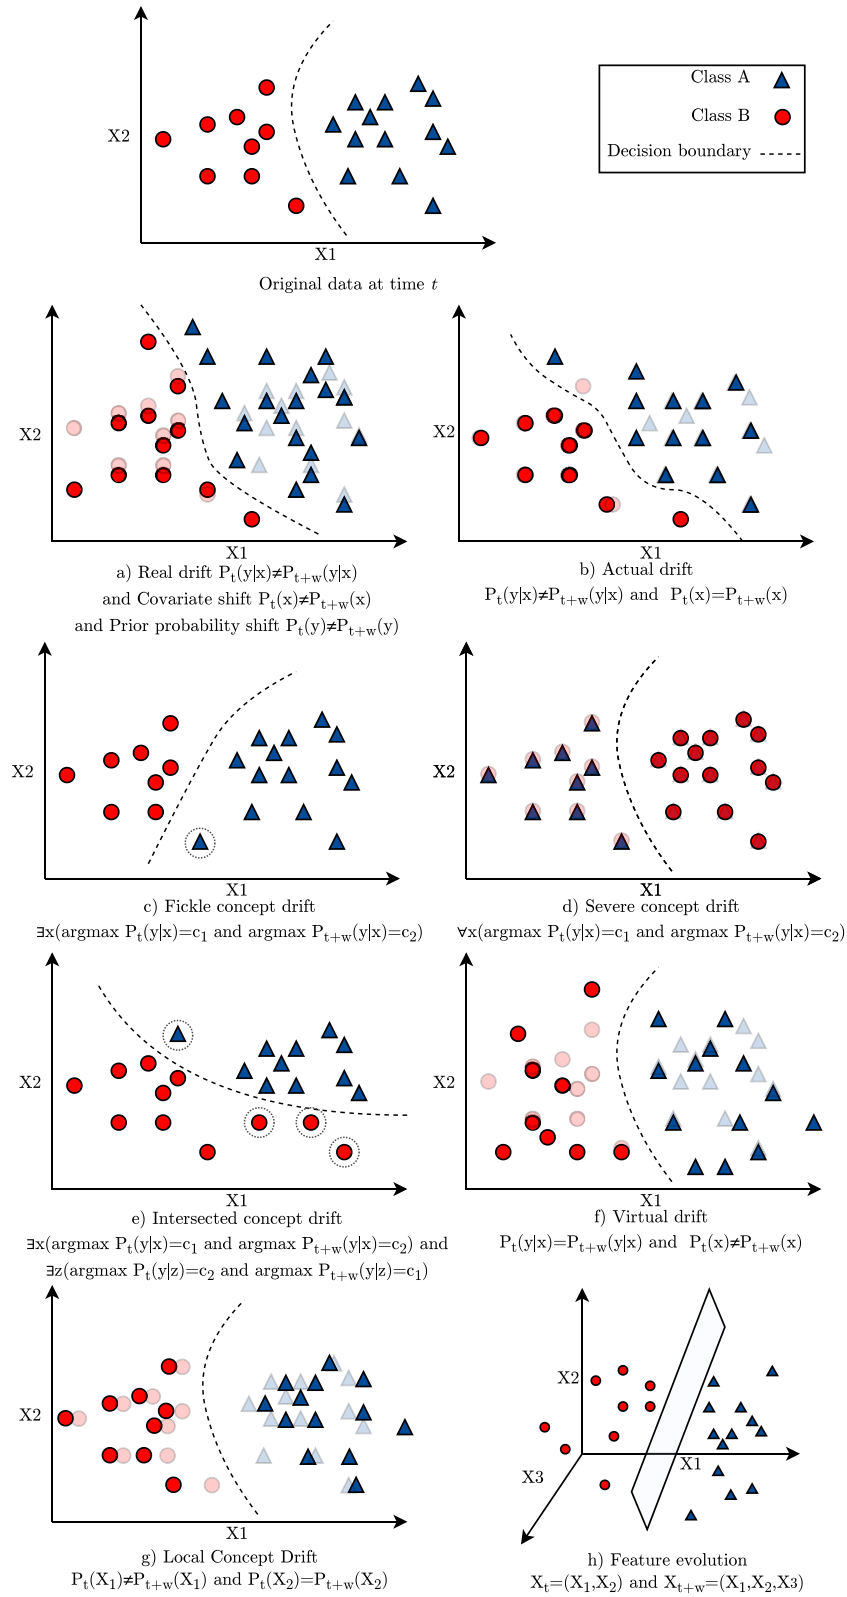 Class A
Class B
Decision boundary
X2
X1
Original data at time t
X2
X1
a) Real drift Pt(y|x)≠Pt+w(y|x)
and Covariate shift Pt(x)≠Pt+w(x)
and Prior probability shift Pt(y)≠Pt+w(y)
X2
X1
b) Actual drift
Pt(y|x)≠Pt+w(y|x) and Pt(x)=Pt+w(x)
X2
X1
c) Fickle concept drift
∃x(argmax Pt(y|x)=c1 and argmax Pt+w(y|x)=c2)
X2
X1
d) Severe concept drift
∀x(argmax Pt(y|x)=c1 and argmax Pt+w(y|x)=c2)
X2
X1
e) Intersected concept drift
∃x(argmax Pt(y|x)=c1 and argmax Pt+w(y|x)=c2) and
∃z(argmax Pt(y|z)=c2 and argmax Pt+w(y|z)=c1)
X2
X1
f) Virtual drift
Pt(y|x)=Pt+w(y|x) and Pt(x)≠Pt+w(x)
X2
X1
g) Local Concept Drift
Pt(X1)≠Pt+w(X1) and Pt(X2)=Pt+w(X2)
X2
X1
X3
h) Feature evolution
Xt=(X1,X2) and Xt+w=(X1,X2,X3)